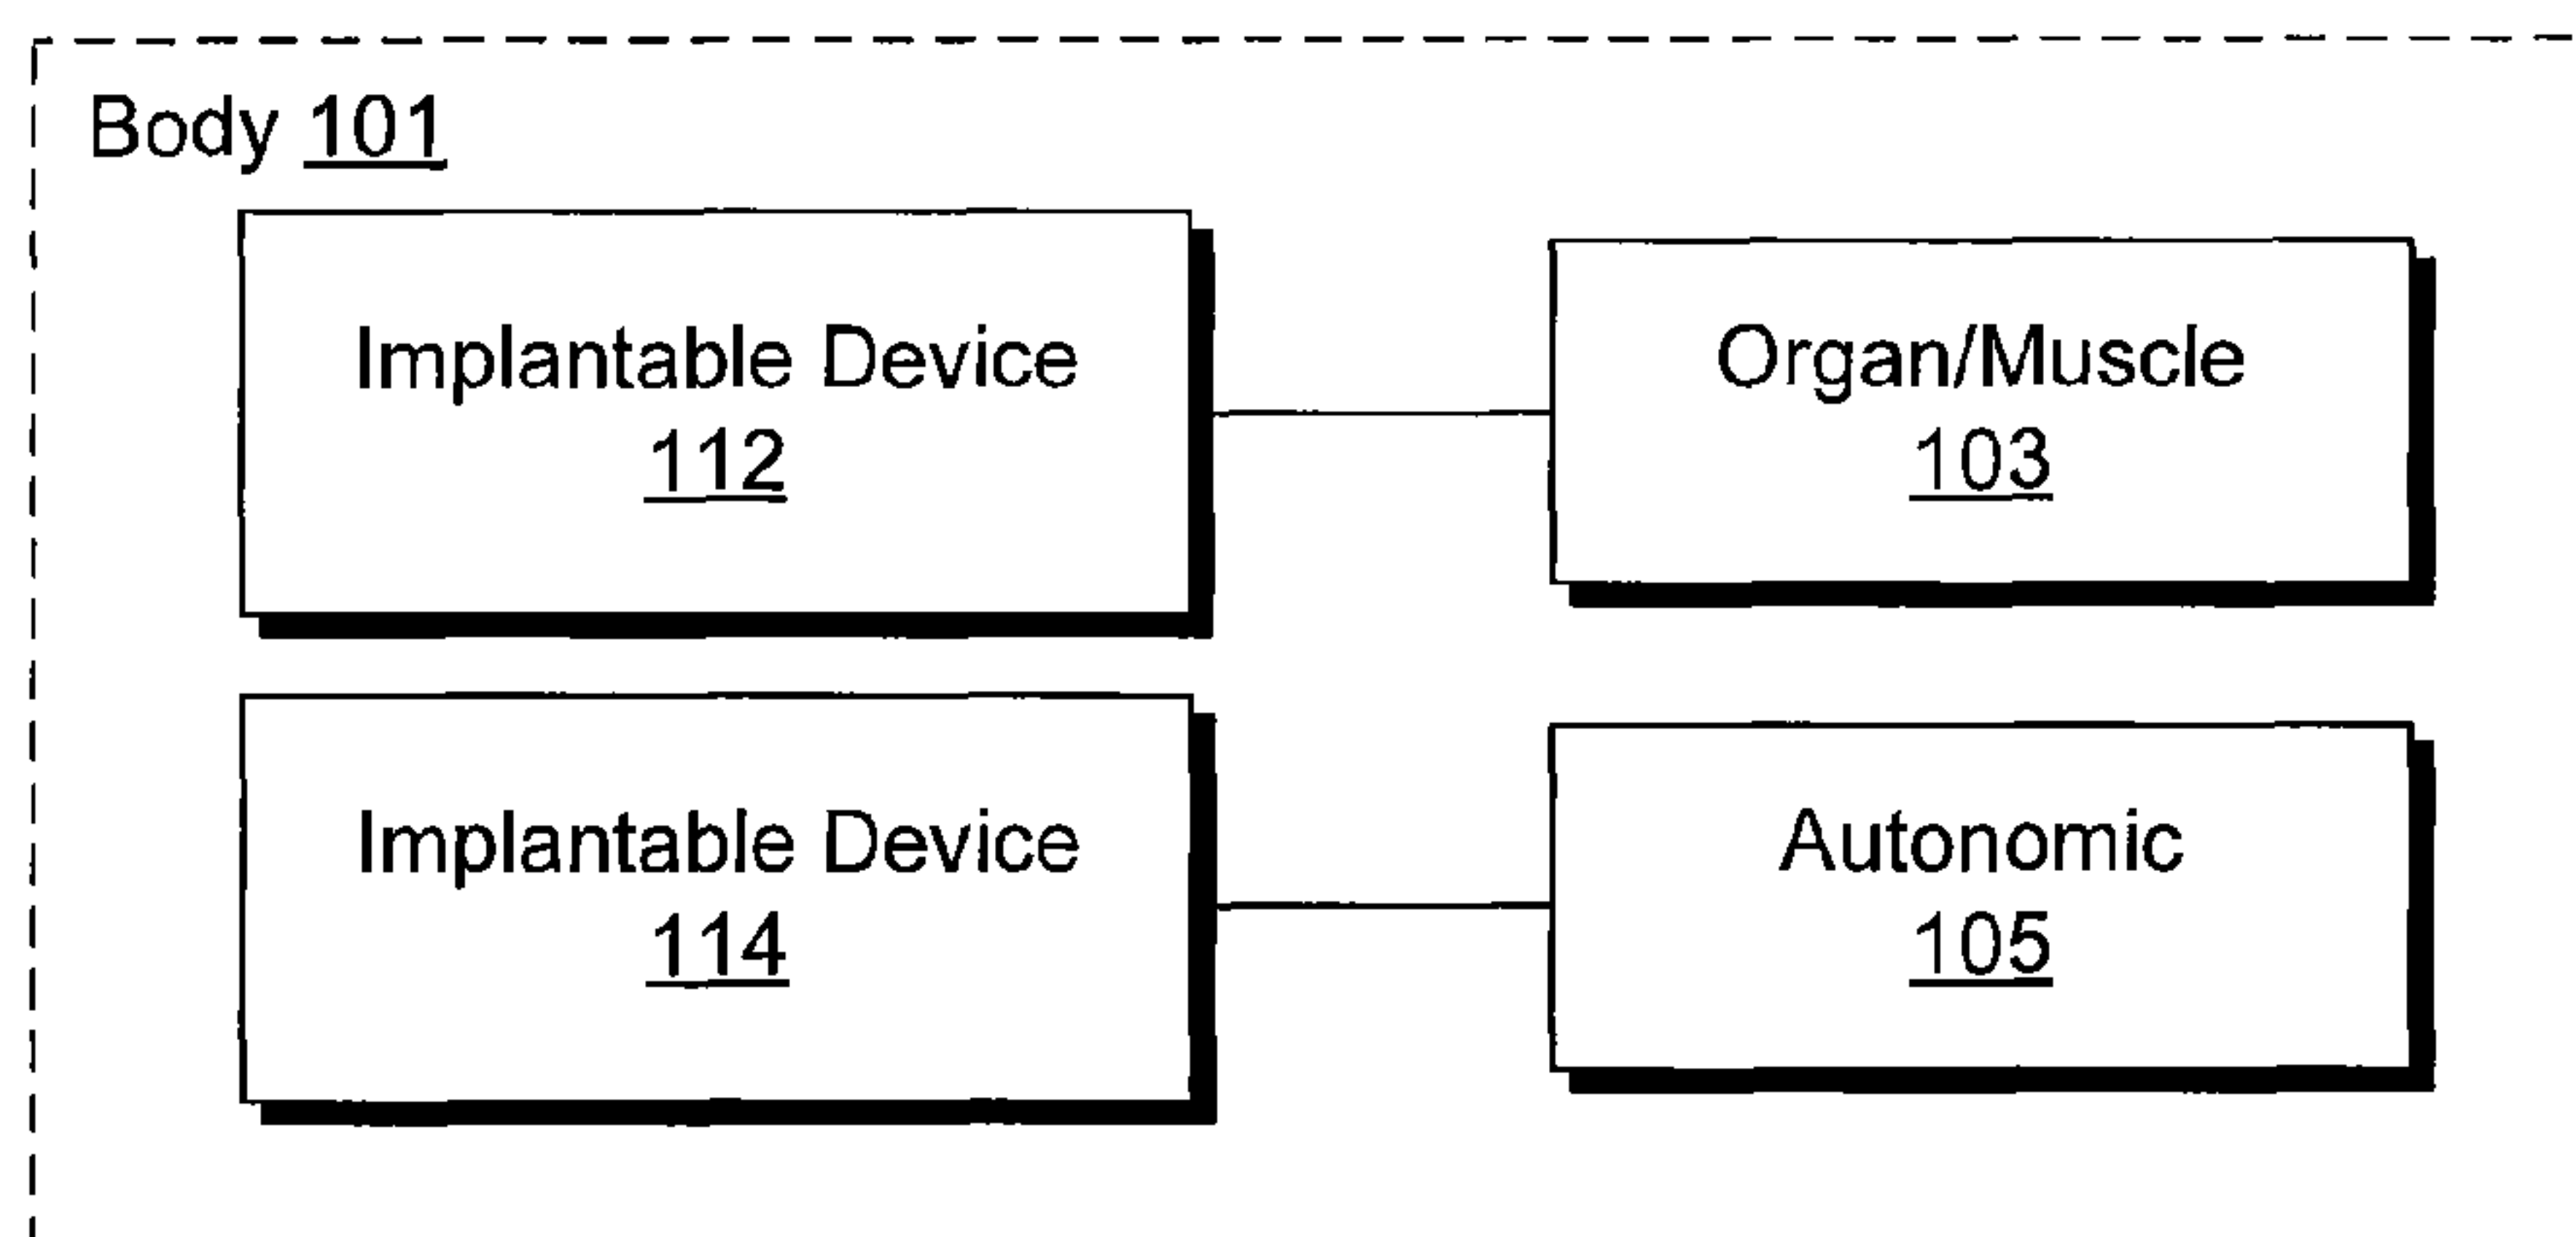 Body 101
Implantable Device
112
Organ/Muscle
103
Implantable Device
114
Autonomic
105